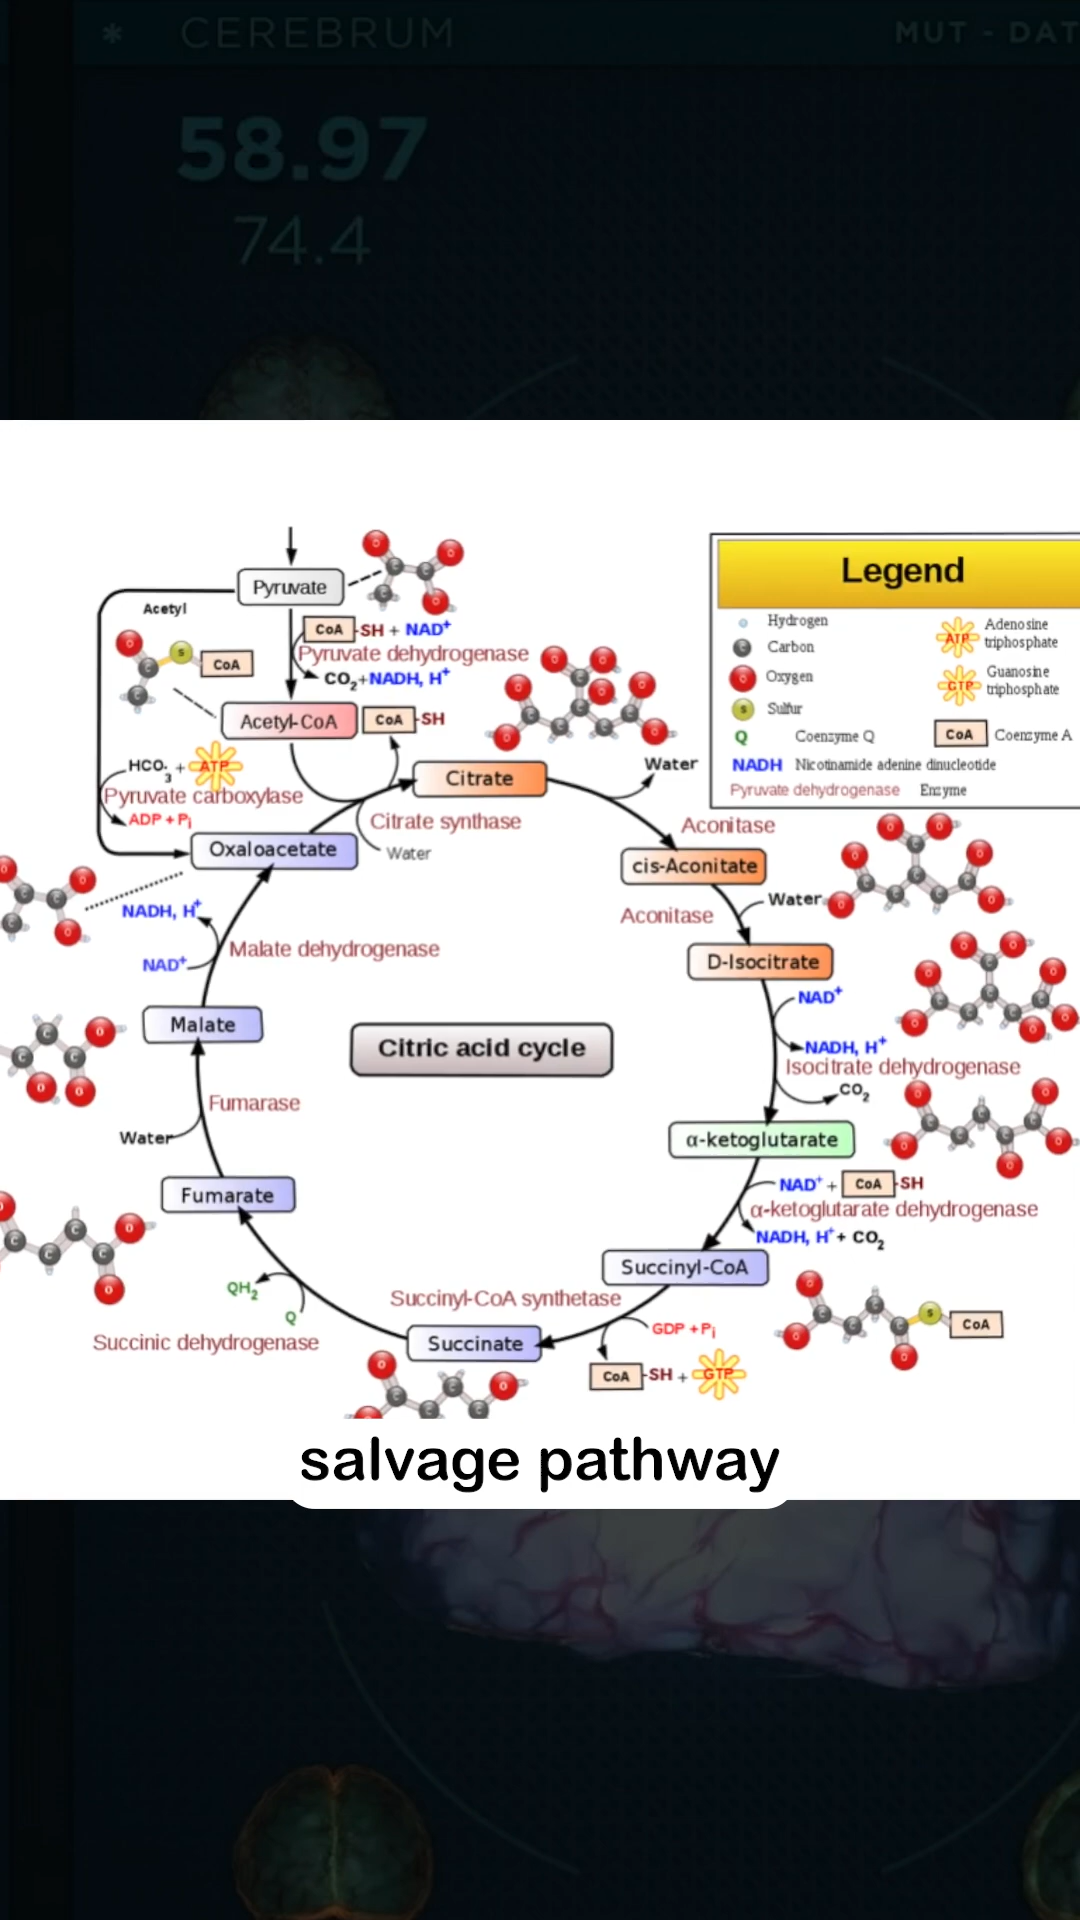 * CEREBRUM
MUT - DAT
58.97
74.4
Pyruvate
Acetyl
CoA -SH + NAD+
Pyruvate dehydrogenase
CO2+NADH, H+
CoA
Acetyl-CoA
CoA -SH
HCO3- + ATP
Pyruvate carboxylase
ADP + Pi
Citrate
Water
Citrate synthase
Water
Oxaloacetate
Aconitase
cis-Aconitate
Water
Aconitase
D-Isocitrate
NADH, H+
NAD+
Malate dehydrogenase
NAD+
NADH, H+
Isocitrate dehydrogenase
CO2
Malate
Citric acid cycle
Fumarase
Water
α-ketoglutarate
NAD+ + CoA -SH
α-ketoglutarate dehydrogenase
NADH, H+ + CO2
Fumarate
Succinyl-CoA
QH2
Q
Succinyl-CoA synthetase
GDP + Pi
CoA
Succinic dehydrogenase
Succinate
CoA -SH + GTP
Legend
Hydrogen
Carbon
Oxygen
S Sulfur
Q Coenzyme Q
NADH Nicotinamide adenine dinucleotide
Pyruvate dehydrogenase Enzyme
ATP Adenosine
triphosphate
GTP Guanosine
triphosphate
CoA Coenzyme A
salvage pathway